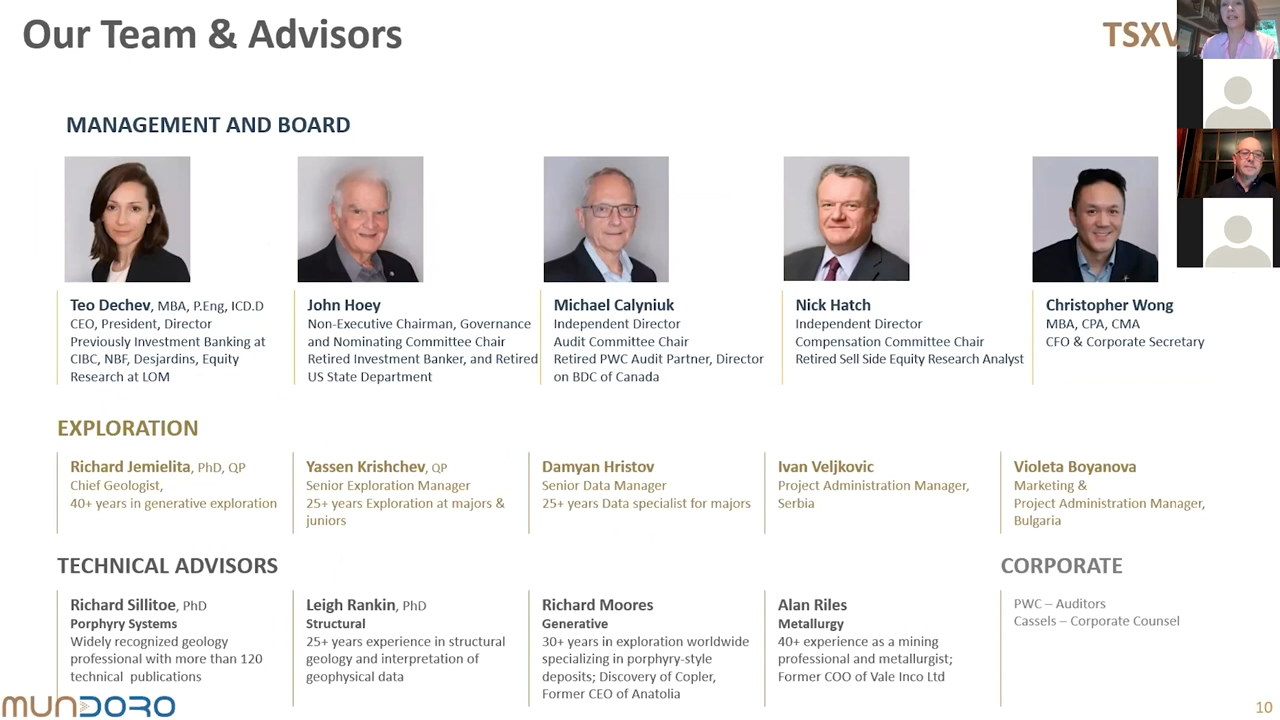 Our Team & Advisors
TSXV
MANAGEMENT AND BOARD
Teo Dechev, MBA, P.Eng, ICD.D
CEO, President, Director
Previously Investment Banking at
CIBC, NBF, Desjardins, Equity
Research at LOM
John Hoey
Non-Executive Chairman, Governance
and Nominating Committee Chair
Retired Investment Banker, and Retired
US State Department
Michael Calyniuk
Independent Director
Audit Committee Chair
Retired PWC Audit Partner, Director
on BDC of Canada
Nick Hatch
Independent Director
Compensation Committee Chair
Retired Sell Side Equity Research Analyst
Christopher Wong
MBA, CPA, CMA
CFO & Corporate Secretary
EXPLORATION
Richard Jemielita, PhD, QP
Chief Geologist,
40+ years in generative exploration
Yassen Krishchev, QP
Senior Exploration Manager
25+ years Exploration at majors &
juniors
Damyan Hristov
Senior Data Manager
25+ years Data specialist for majors
Ivan Veljkovic
Project Administration Manager,
Serbia
Violeta Boyanova
Marketing &
Project Administration Manager,
Bulgaria
TECHNICAL ADVISORS
Richard Sillitoe, PhD
Porphyry Systems
Widely recognized geology
professional with more than 120
technical publications
Leigh Rankin, PhD
Structural
25+ years experience in structural
geology and interpretation of
geophysical data
Richard Moores
Generative
30+ years in exploration worldwide
specializing in porphyry-style
deposits; Discovery of Copler,
Former CEO of Anatolia
Alan Riles
Metallurgy
40+ experience as a mining
professional and metallurgist;
Former COO of Vale Inco Ltd
CORPORATE
PWC – Auditors
Cassels – Corporate Counsel
MUNDORO
10